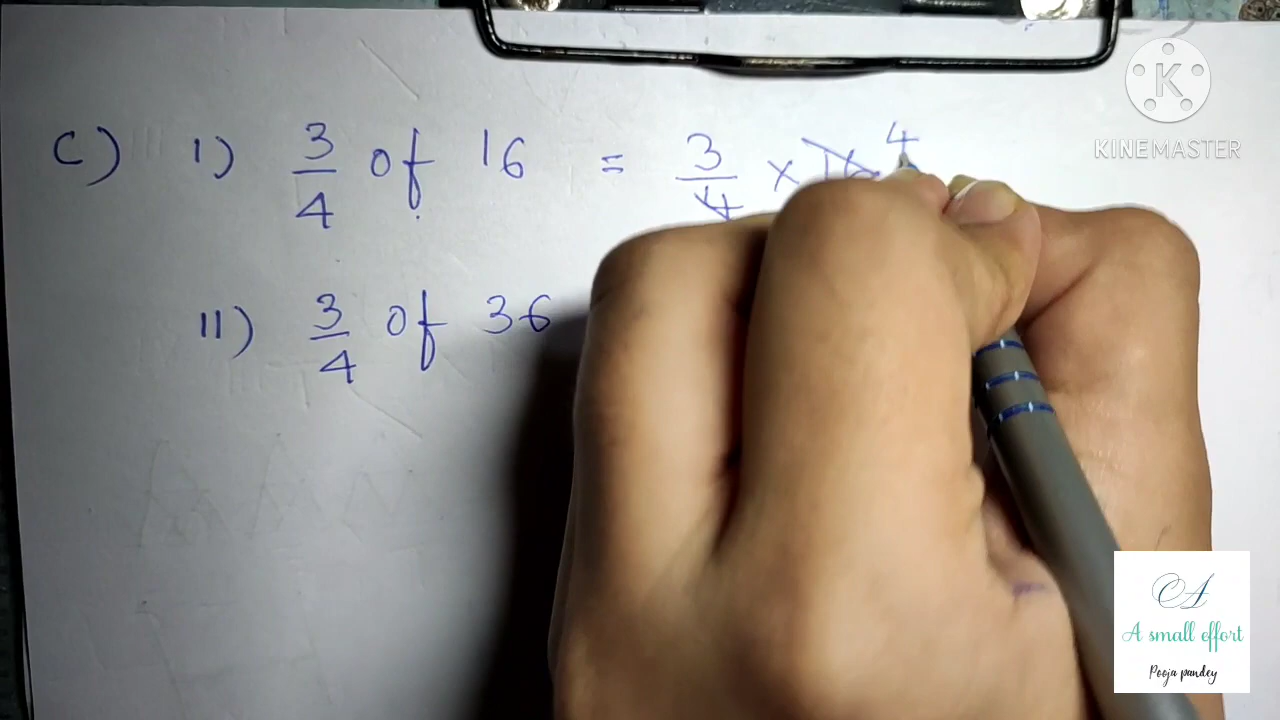 C) I) 3/4 of 16 = 3/4 × 16 4
II) 3/4 of 36
K
KINEMASTER
A small effort
Pooja pandey